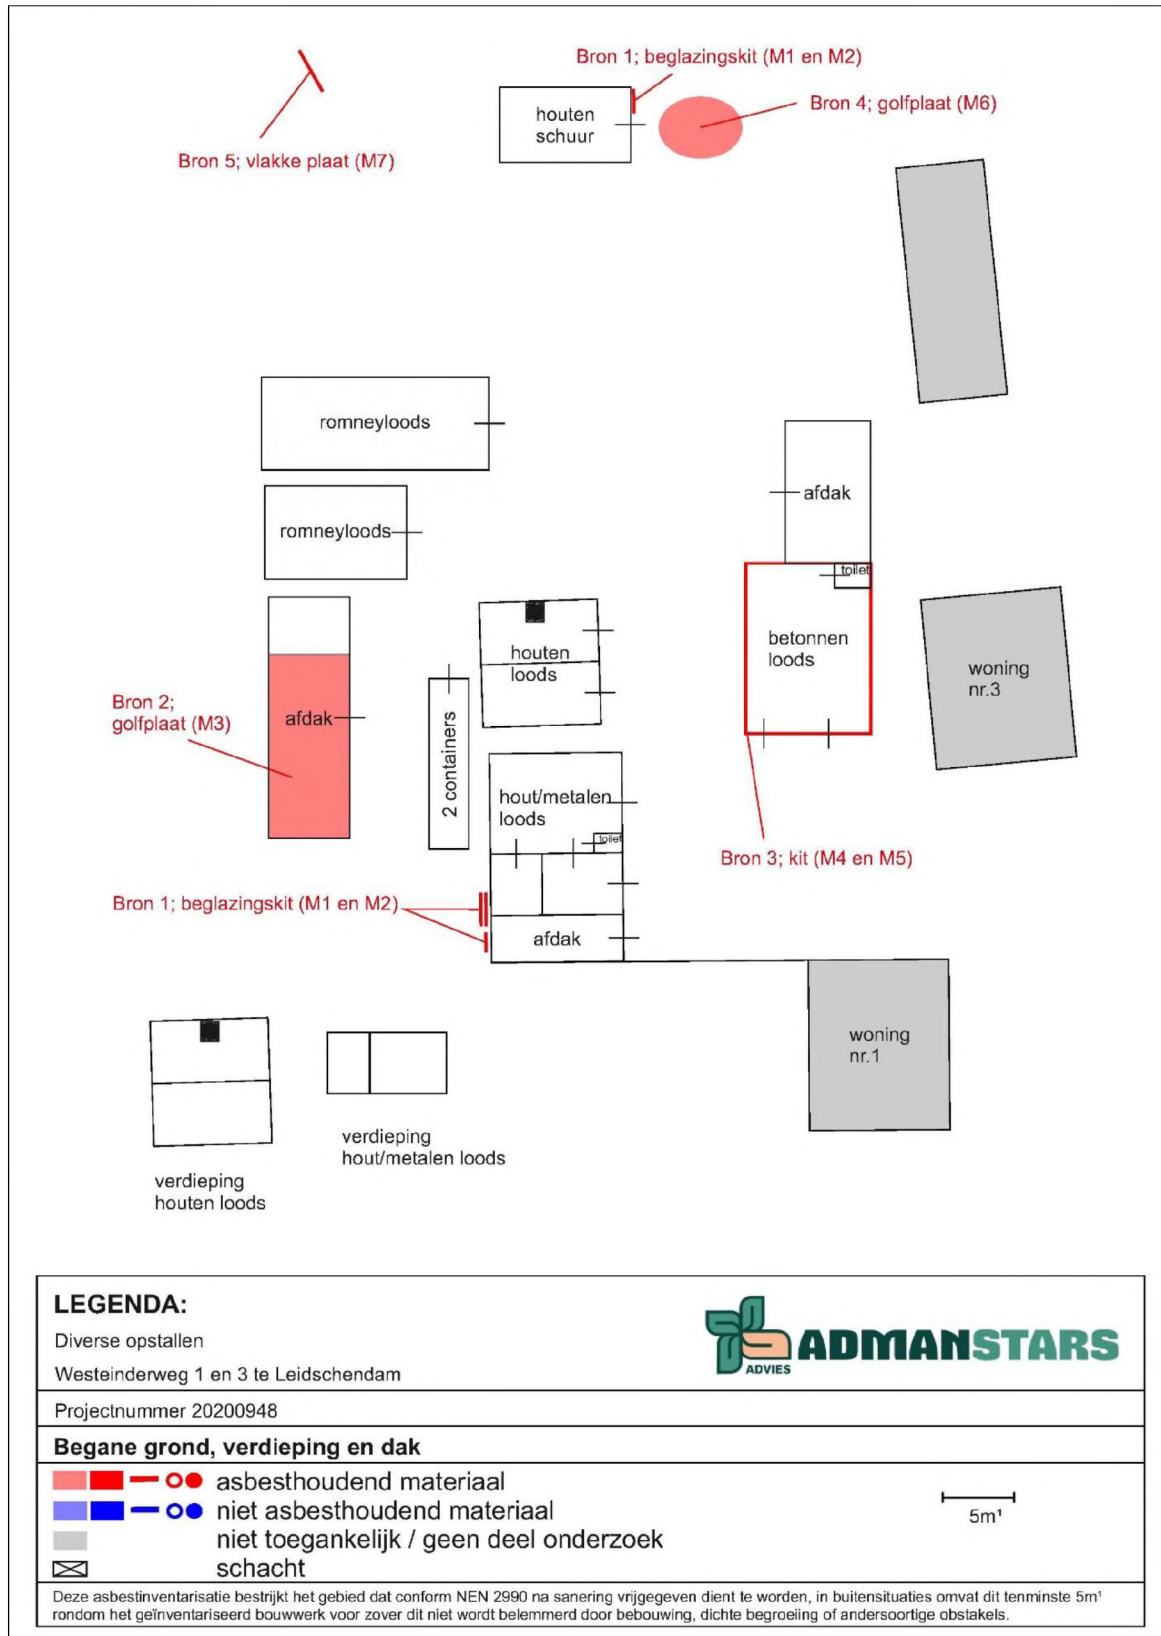 Bron 1; beglazingskit (M1 en M2)
houten
schuur
Bron 4; golfplaat (M6)
Bron 5; vlakke plaat (M7)
romneyloods
afdak
romneyloods
toilet
houten
loods
betonnen
loods
woning
nr.3
Bron 2;
golfplaat (M3)
afdak
2 containers
hout/metalen
loods
toilet
Bron 3; kit (M4 en M5)
Bron 1; beglazingskit (M1 en M2)
afdak
woning
nr.1
verdieping
hout/metalen loods
verdieping
houten loods
LEGENDA:
Diverse opstallen
Westeinderweg 1 en 3 te Leidschendam
ADVIES
ADMANSTARS
Projectnummer 20200948
Begane grond, verdieping en dak
asbesthoudend materiaal
niet asbesthoudend materiaal
niet toegankelijk / geen deel onderzoek
schacht
5m¹
Deze asbestinventarisatie bestrijkt het gebied dat conform NEN 2990 na sanering vrijgegeven dient te worden, in buitensituaties omvat dit tenminste 5m¹
rondom het geïnventariseerd bouwwerk voor zover dit niet wordt belemmerd door bebouwing, dichte begroeiing of andersoortige obstakels.